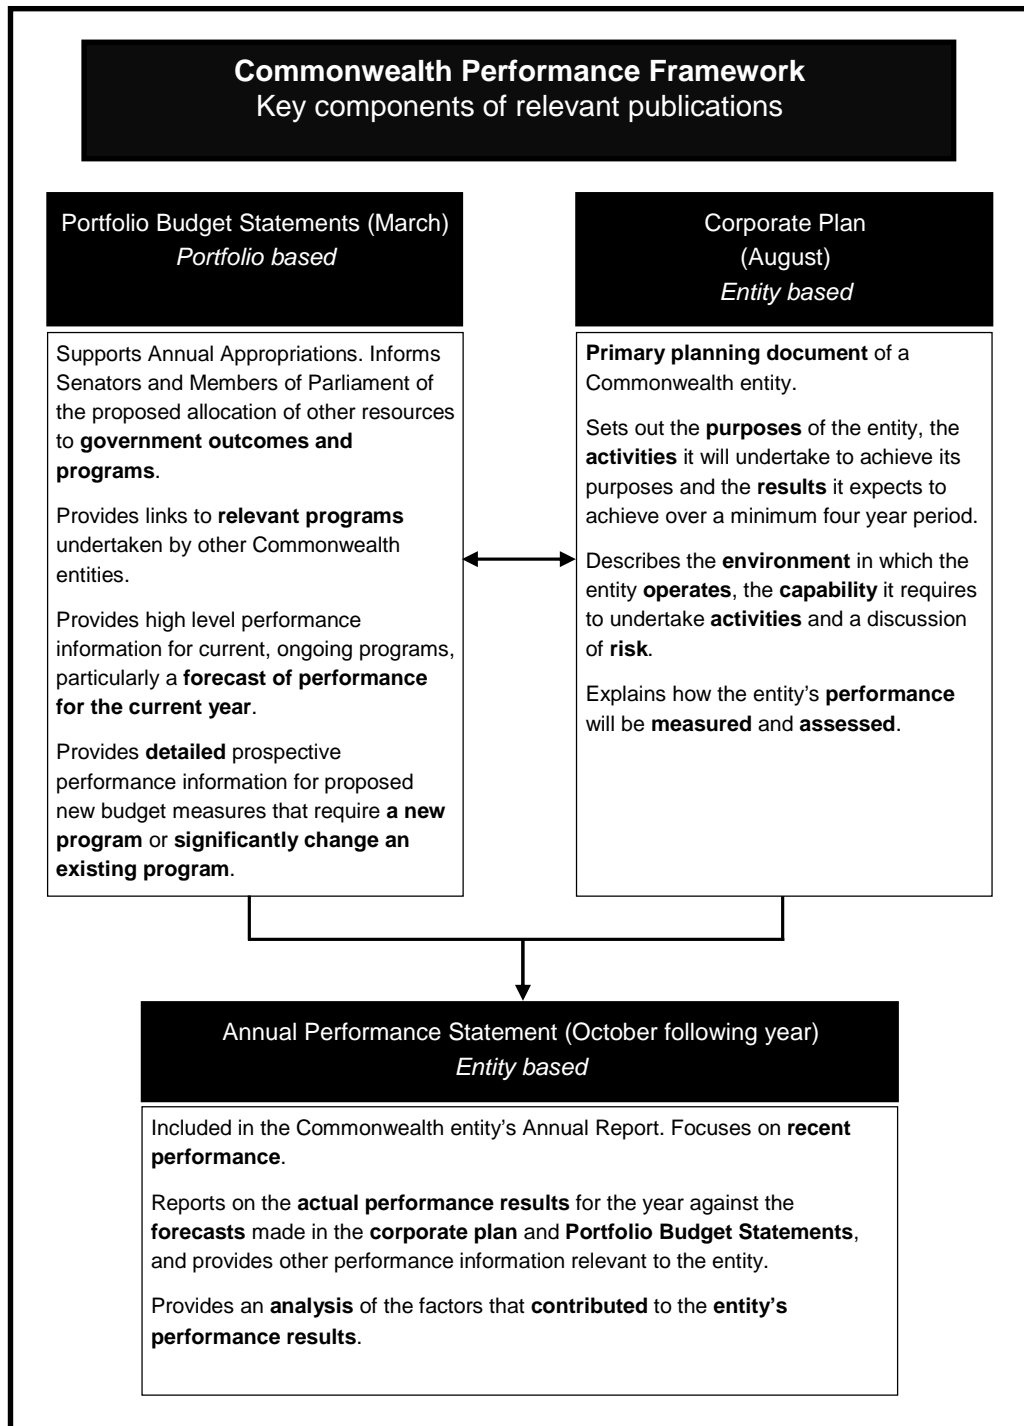 Commonwealth Performance Framework
Key components of relevant publications
Portfolio Budget Statements (March)
Portfolio based
Supports Annual Appropriations. Informs
Senators and Members of Parliament of
the proposed allocation of other resources
to government outcomes and
programs.
Provides links to relevant programs
undertaken by other Commonwealth
entities.
Provides high level performance
information for current, ongoing programs,
particularly a forecast of performance
for the current year.
Provides detailed prospective
performance information for proposed
new budget measures that require a new
program or significantly change an
existing program.
Corporate Plan
(August)
Entity based
Primary planning document of a
Commonwealth entity.
Sets out the purposes of the entity, the
activities it will undertake to achieve its
purposes and the results it expects to
achieve over a minimum four year period.
Describes the environment in which the
entity operates, the capability it requires
to undertake activities and a discussion
of risk.
Explains how the entity's performance
will be measured and assessed.
Annual Performance Statement (October following year)
Entity based
Included in the Commonwealth entity's Annual Report. Focuses on recent
performance.
Reports on the actual performance results for the year against the
forecasts made in the corporate plan and Portfolio Budget Statements,
and provides other performance information relevant to the entity.
Provides an analysis of the factors that contributed to the entity's
performance results.